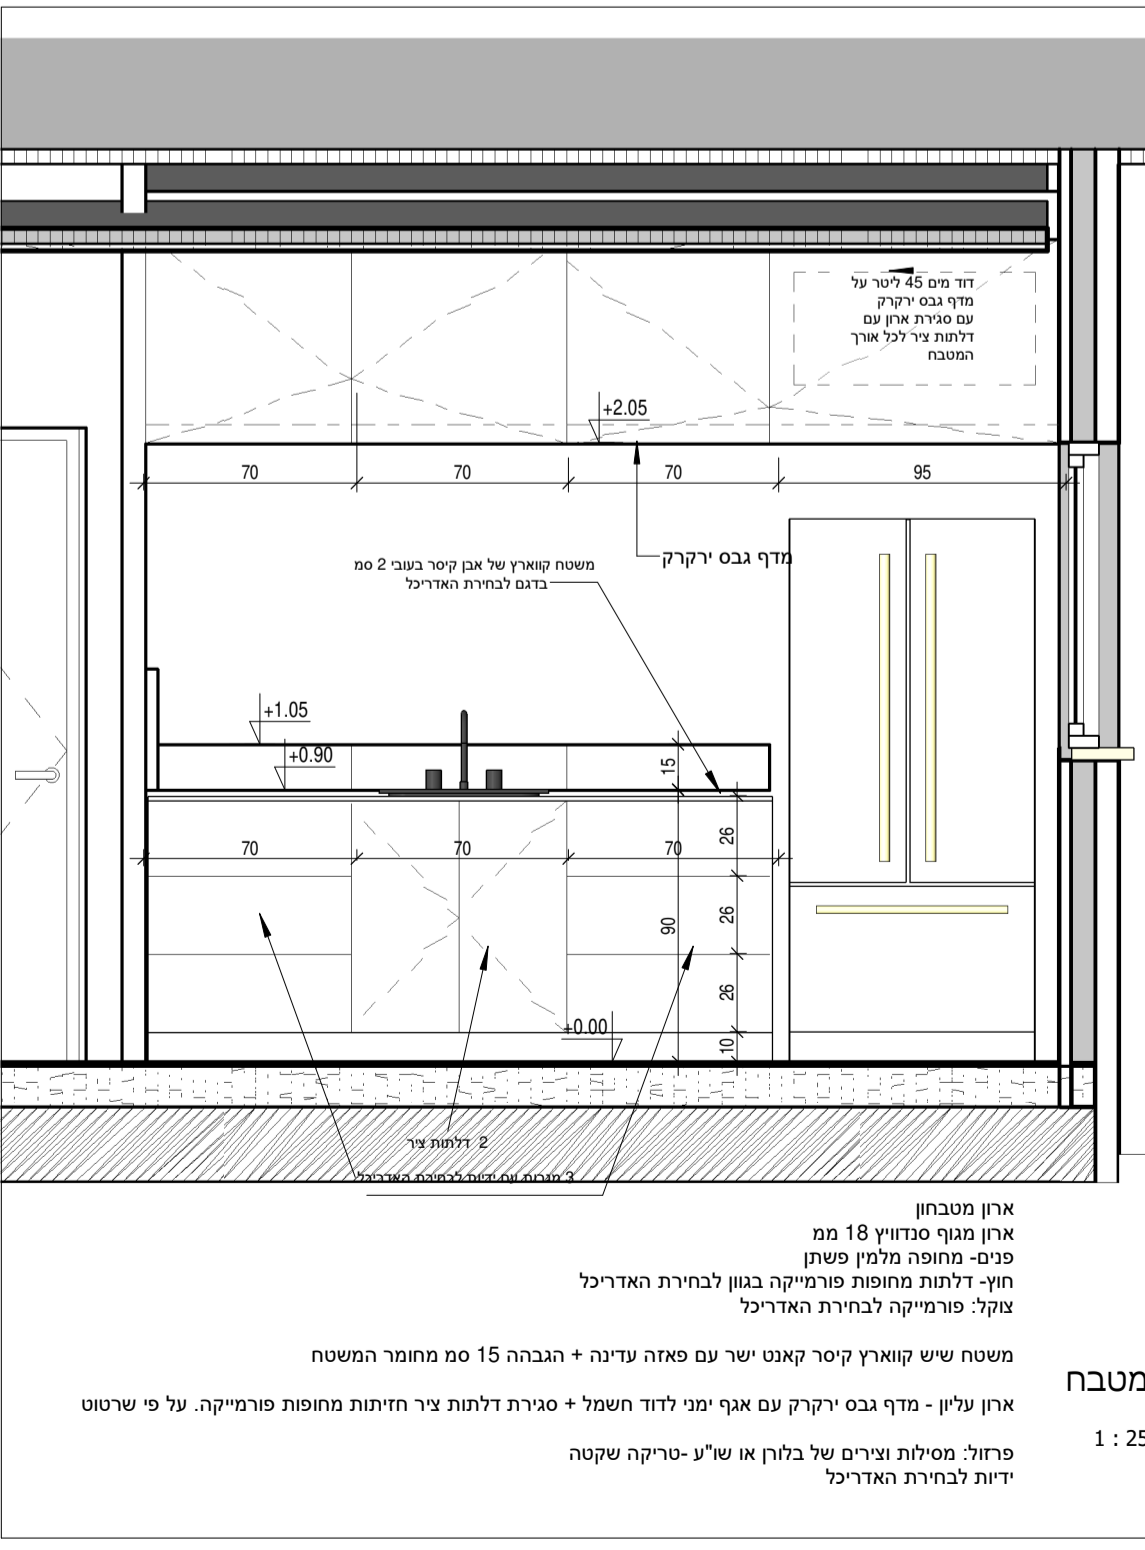 דוד מים 45 ליטר על
מדף גבס ירקרק
עם סגירת ארון עם
דלתות ציר לכל אורך
המטבח
+2.05
70
70
70
95
מדף גבס ירקרק
משטח קווארץ של אבן קיסר בעובי 2 סמ
בדגם לבחירת האדריכל
+1.05
+0.90
15
70
70
70
26
90
26
26
+0.00
10
2 דלתות ציר
3 מגרות עם ידיות לבחירת האדריכל
ארון מטבחון
ארון מגוף סנדוויץ 18 ממ
פנים- מחופה מלמין פשתן
חוץ- דלתות מחופות פורמייקה בגוון לבחירת האדריכל
צוקל: פורמייקה לבחירת האדריכל
משטח שיש קווארץ קיסר קאנט ישר עם פאזה עדינה + הגבהה 15 סמ מחומר המשטח
ארון עליון - מדף גבס ירקרק עם אגף ימני לדוד חשמל + סגירת דלתות ציר חזיתות מחופות פורמייקה. על פי שרטוט
פרזול: מסילות וצירים של בלורן או שו"ע -טריקה שקטה
ידיות לבחירת האדריכל
מטבח
1 : 25